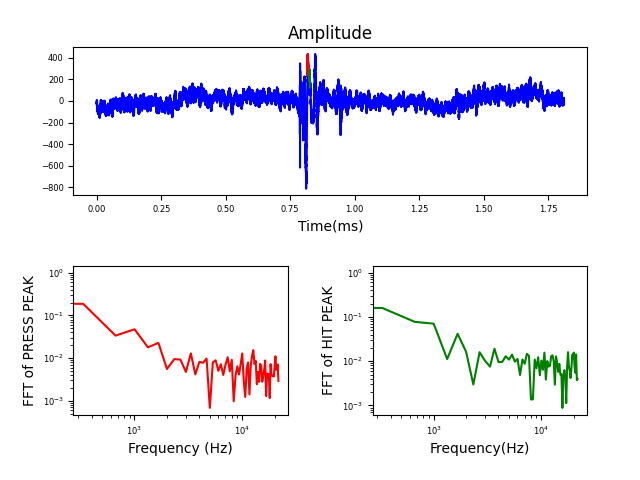 Amplitude
400
200
0
−200
−400
−600
−800
0.00 0.25 0.50 0.75 1.00 1.25 1.50 1.75
Time(ms)
FFT of PRESS PEAK
10⁰
10⁻¹
10⁻²
10⁻³
10³ 10⁴
Frequency (Hz)
FFT of HIT PEAK
10⁰
10⁻¹
10⁻²
10⁻³
10³ 10⁴
Frequency(Hz)